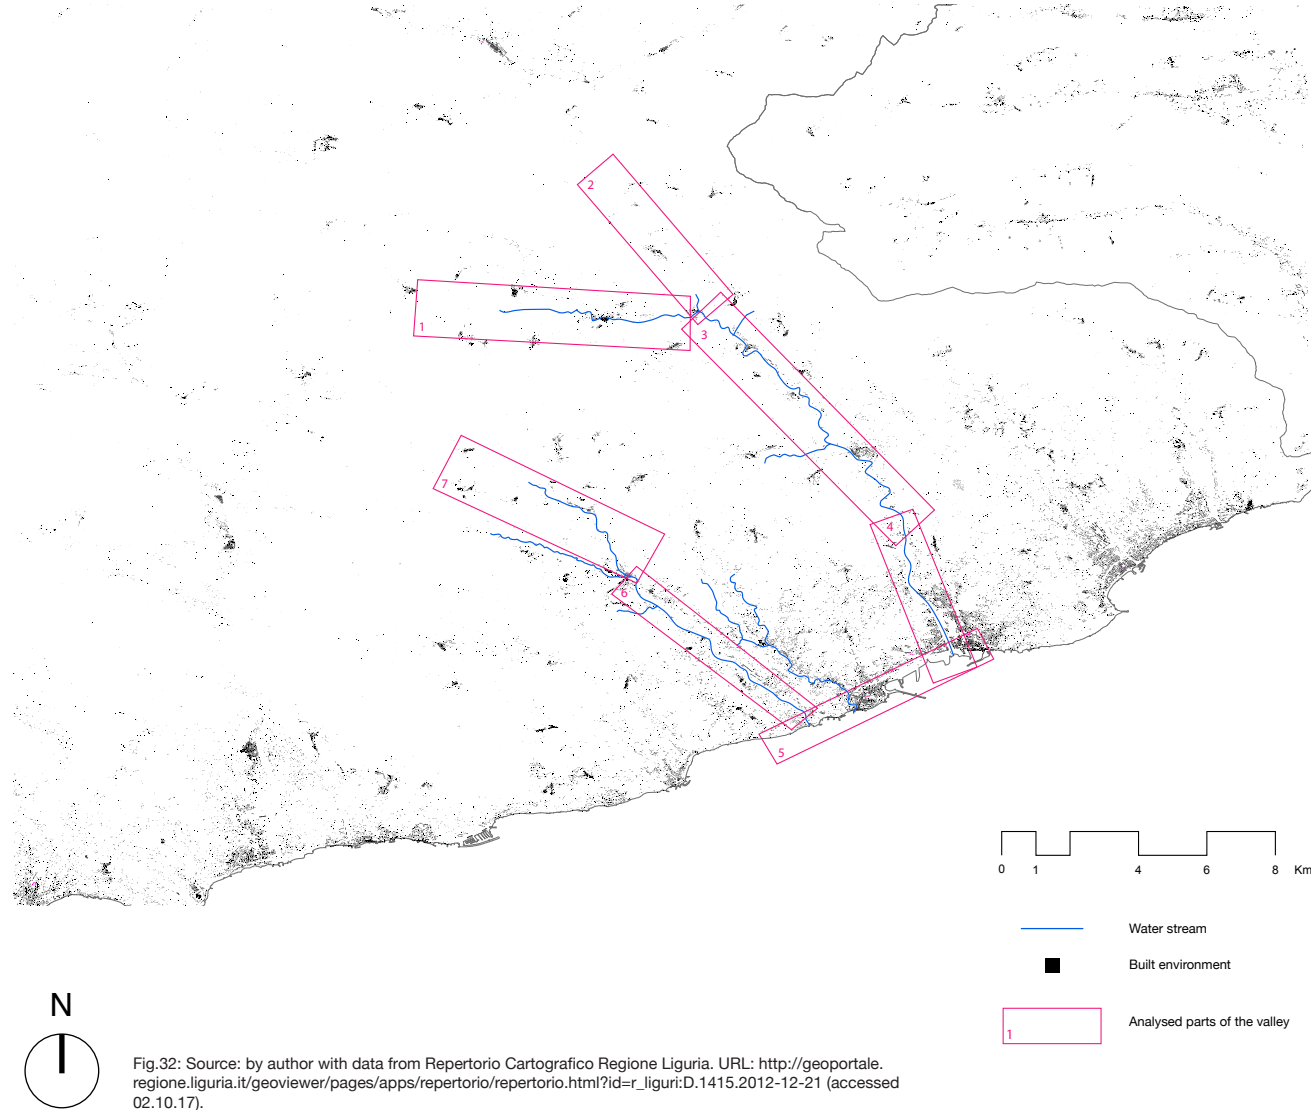 2
1
3
7
4
6
5
0 1 4 6 8 Km
Water stream
Built environment
1 Analysed parts of the valley
N
Fig.32: Source: by author with data from Repertorio Cartografico Regione Liguria. URL: http://geoportale.
regione.liguria.it/geoviewer/pages/apps/repertorio/repertorio.html?id=r_liguri:D.1415.2012-12-21 (accessed
02.10.17).